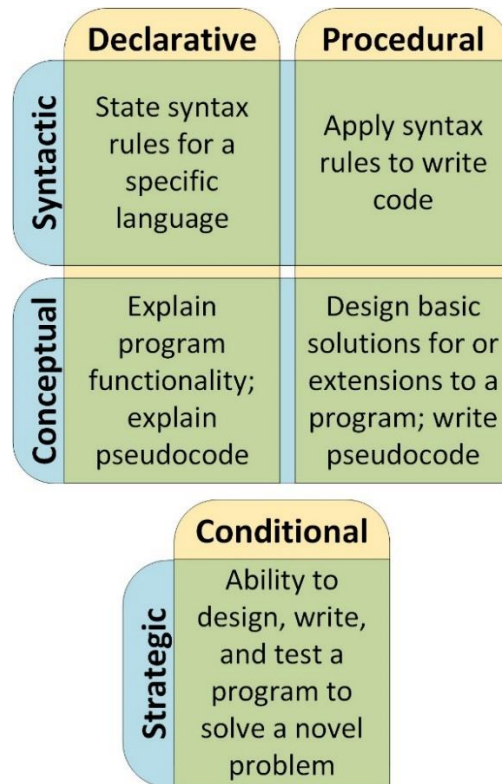 Declarative
Procedural
Syntactic
State syntax
rules for a
specific
language
Apply syntax
rules to write
code
Conceptual
Explain
program
functionality;
explain
pseudocode
Design basic
solutions for or
extensions to a
program; write
pseudocode
Conditional
Strategic
Ability to
design, write,
and test a
program to
solve a novel
problem